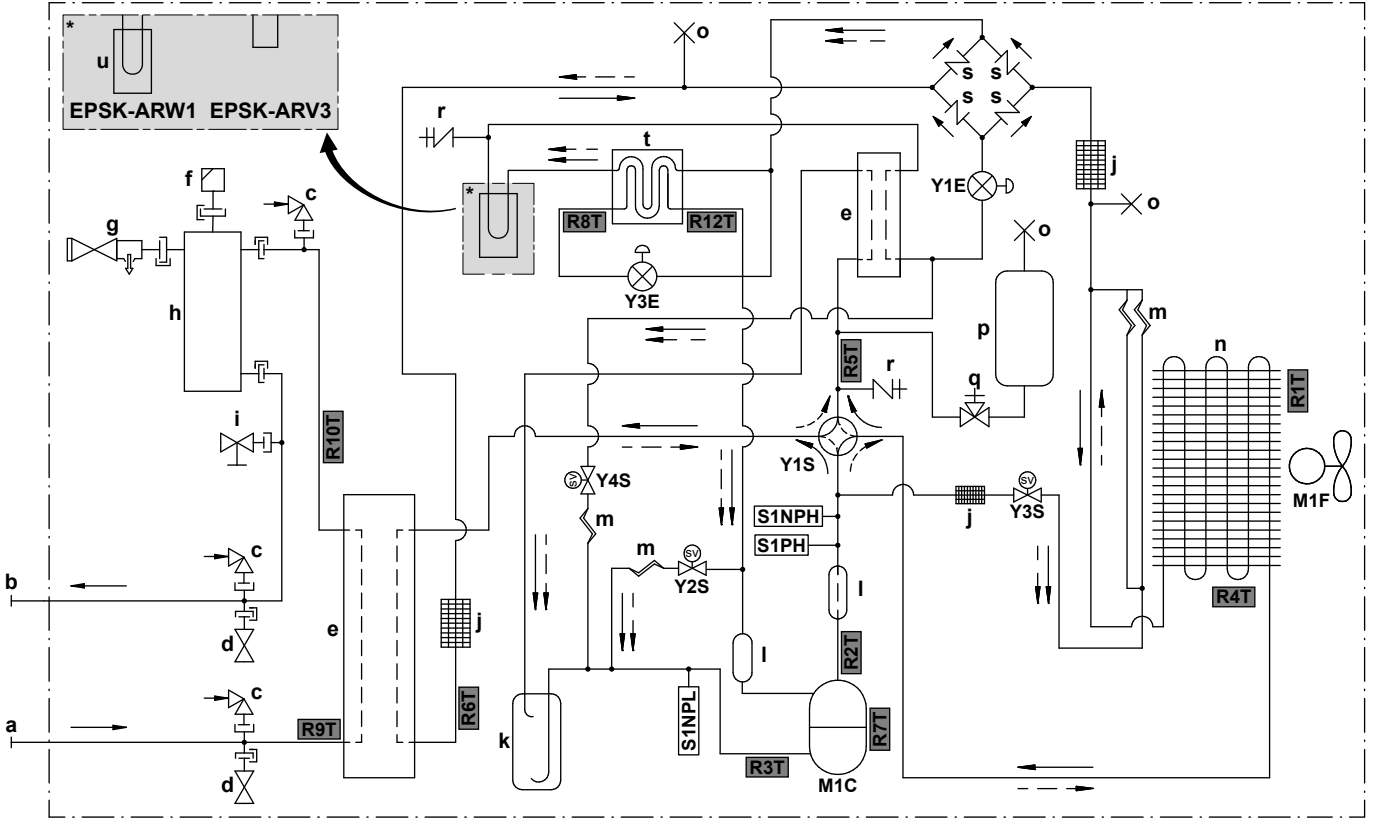 *
u
EPSK-ARW1 EPSK-ARV3
o
s s
s s
r
t
j
f
c
*
e
Y1E
o
g
R8T
R12T
o
h
Y3E
p
m
n
R5T
r
q
R1T
i
R10T
Y1S
SV
Y4S
M1F
SV
j
Y3S
m
S1NPH
S1PH
m
SV
Y2S
c
b
l
R4T
d
e
j
l
R2T
c
R6T
a
R9T
k
S1NPL
R3T
R7T
M1C
d